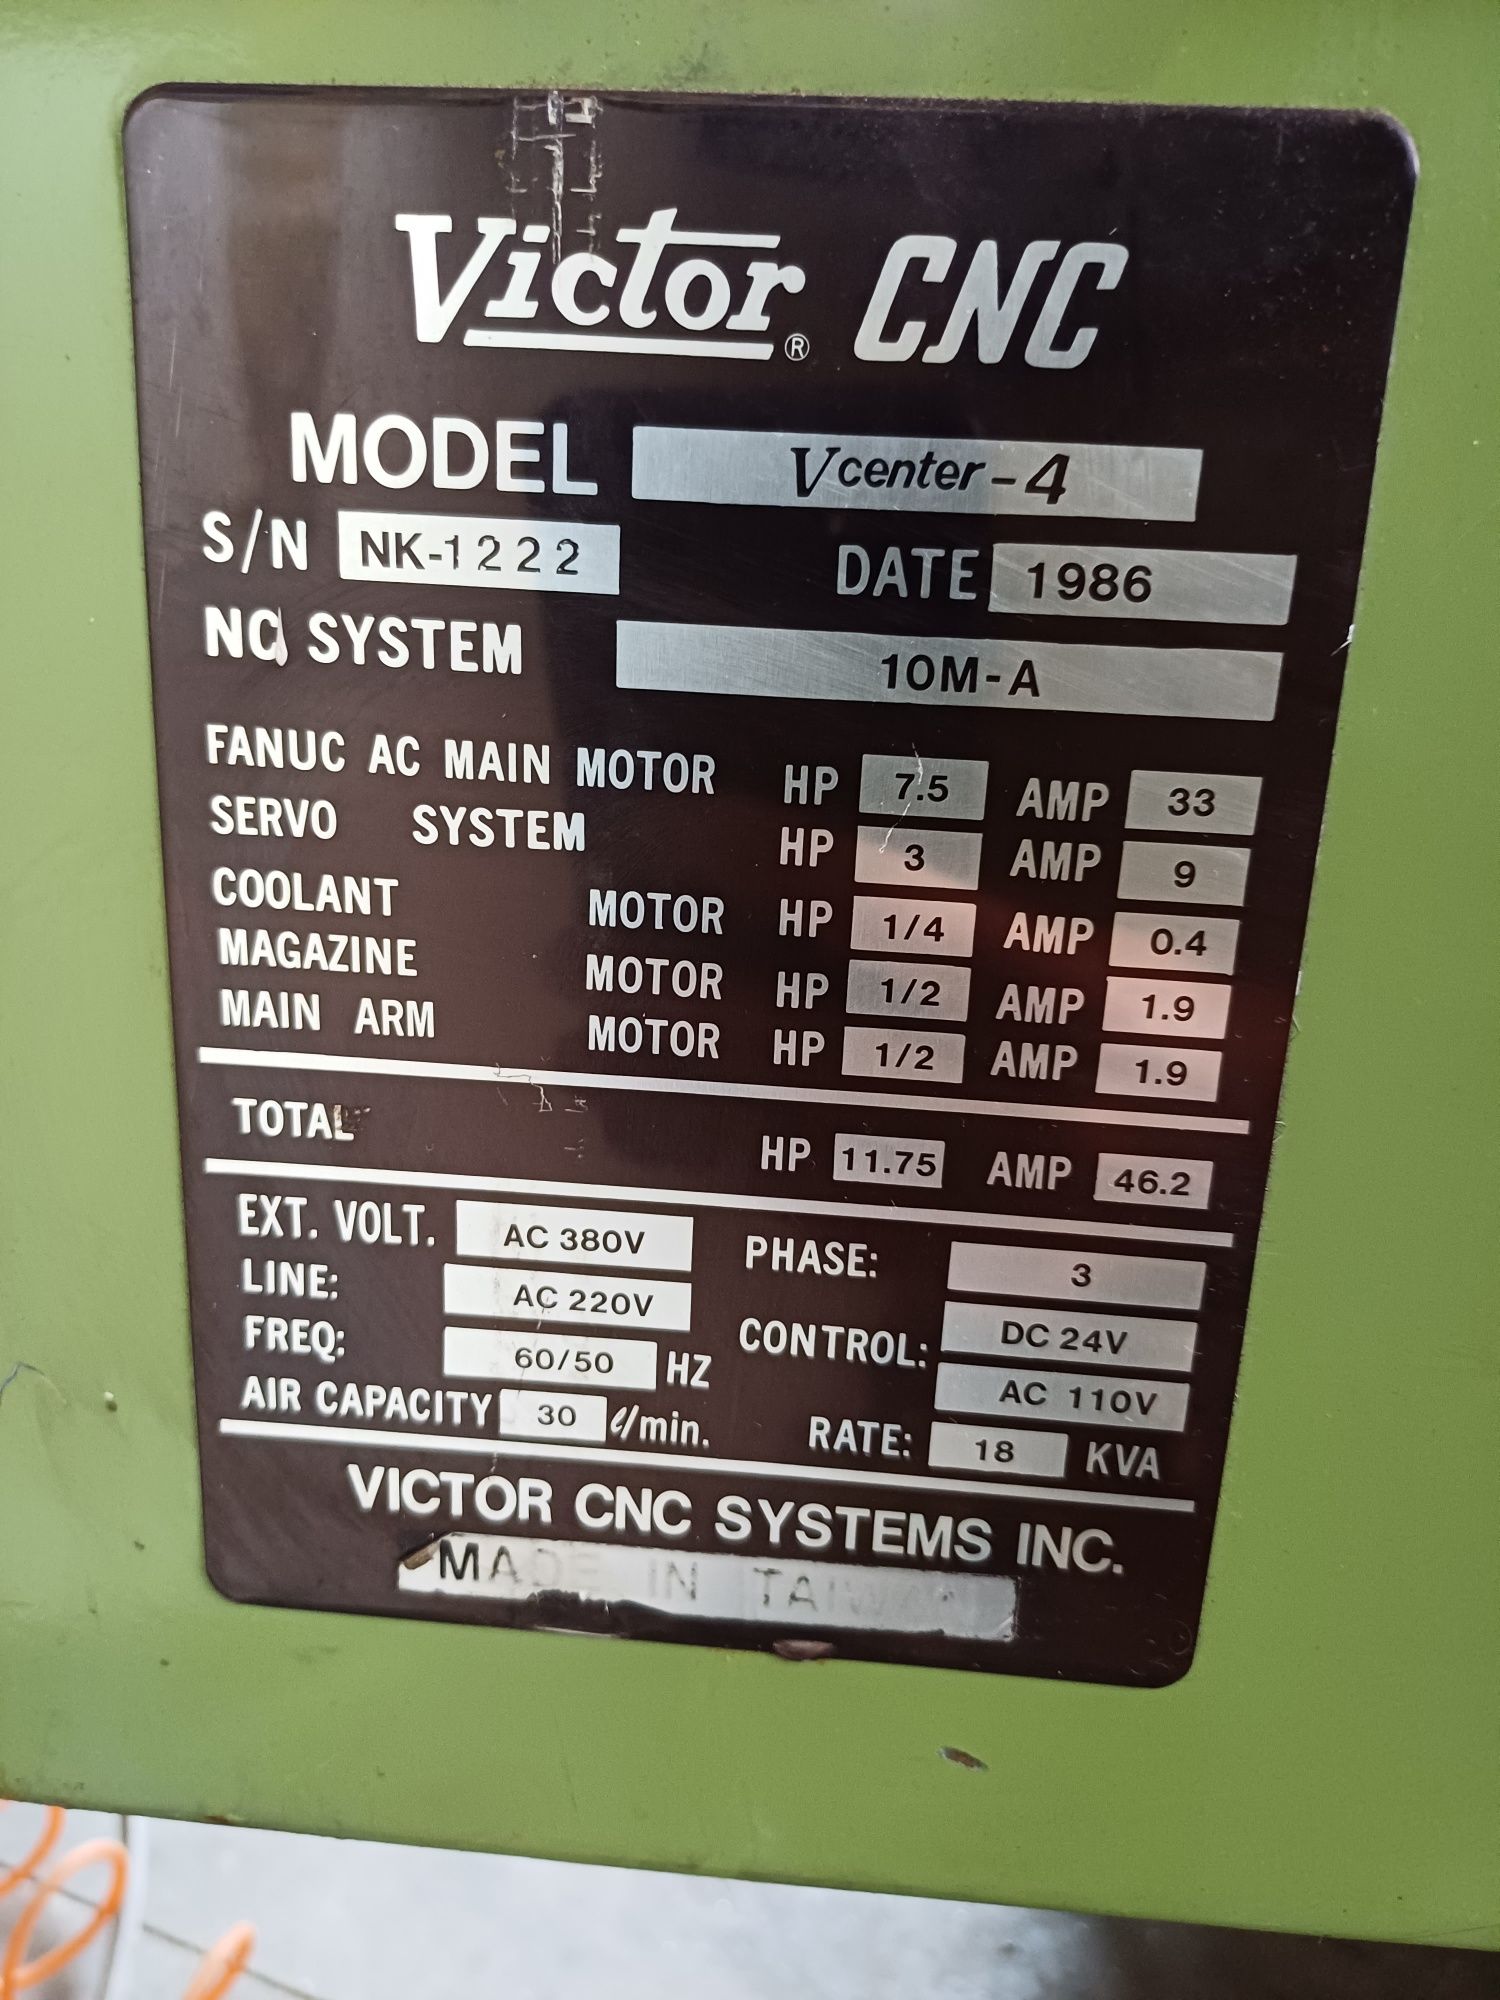 Victor® CNC
MODEL Vcenter-4
S/N NK-1222 DATE 1986
NC SYSTEM 10M-A
FANUC AC MAIN MOTOR HP 7.5 AMP 33
SERVO SYSTEM HP 3 AMP 9
COOLANT MOTOR HP 1/4 AMP 0.4
MAGAZINE MOTOR HP 1/2 AMP 1.9
MAIN ARM MOTOR HP 1/2 AMP 1.9
TOTAL HP 11.75 AMP 46.2
EXT. VOLT. AC 380V PHASE: 3
LINE: AC 220V CONTROL: DC 24V
FREQ: 60/50 HZ AC 110V
AIR CAPACITY 30 ℓ/min. RATE: 18 KVA
VICTOR CNC SYSTEMS INC.
MADE IN TAIWAN